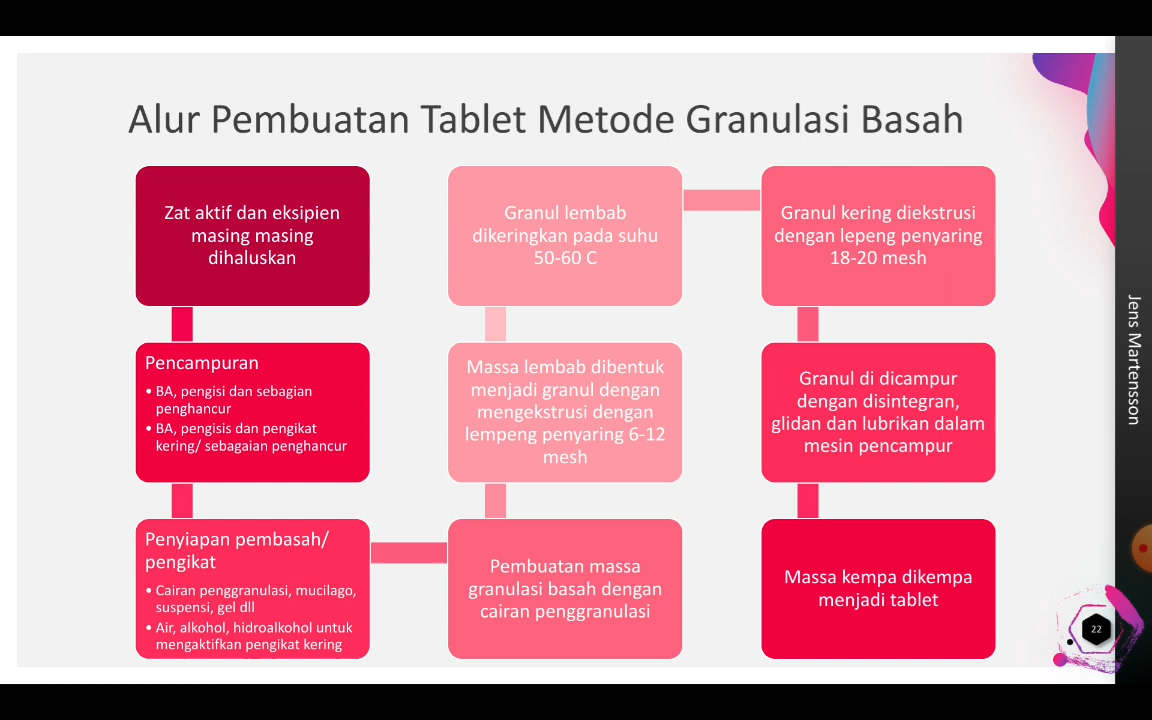 Alur Pembuatan Tablet Metode Granulasi Basah
Zat aktif dan eksipien
masing masing
dihaluskan
Pencampuran
• BA, pengisi dan sebagian
penghancur
• BA, pengisis dan pengikat
kering/ sebagaian penghancur
Penyiapan pembasah/
pengikat
• Cairan penggranulasi, mucilago,
suspensi, gel dll
• Air, alkohol, hidroalkohol untuk
mengaktifkan pengikat kering
Pembuatan massa
granulasi basah dengan
cairan penggranulasi
Massa lembab dibentuk
menjadi granul dengan
mengekstrusi dengan
lempeng penyaring 6-12
mesh
Granul lembab
dikeringkan pada suhu
50-60 C
Granul kering diekstrusi
dengan lepeng penyaring
18-20 mesh
Granul di dicampur
dengan disintegran,
glidan dan lubrikan dalam
mesin pencampur
Massa kempa dikempa
menjadi tablet
Jens Martensson
22